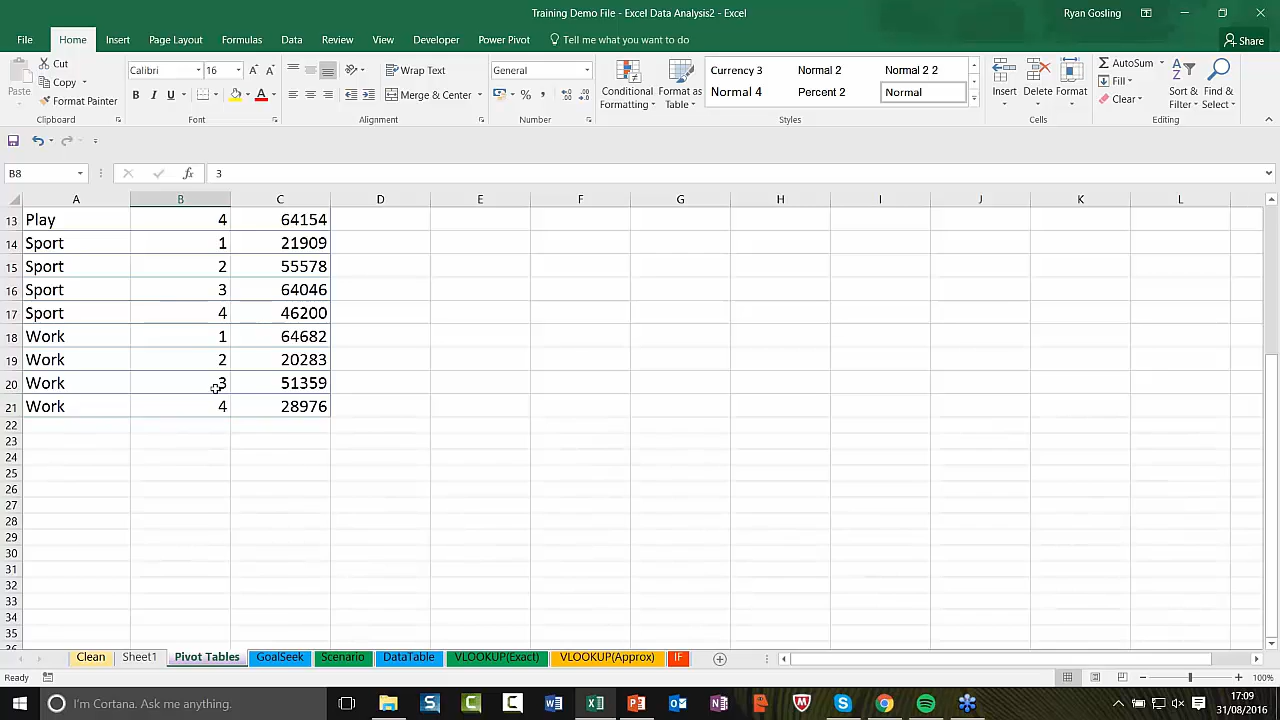 Training Demo File - Excel Data Analysis2 - Excel
Ryan Gosling
File Home Insert Page Layout Formulas Data Review View Developer Power Pivot Tell me what you want to do Share
Paste
Cut
Copy
Format Painter
Clipboard
Calibri 16
B I U
Font
Wrap Text
Merge & Center
Alignment
General
%
Number
Conditional Formatting
Format as Table
Currency 3 Normal 2 Normal 2 2
Normal 4 Percent 2 Normal
Styles
Insert Delete Format
Cells
AutoSum
Fill
Clear
Sort & Filter
Find & Select
Editing
B8 fx 3
A B C D E F G H I J K L
13 Play 4 64154
14 Sport 1 21909
15 Sport 2 55578
16 Sport 3 64046
17 Sport 4 46200
18 Work 1 64682
19 Work 2 20283
20 Work 3 51359
21 Work 4 28976
22
23
24
25
26
27
28
29
30
31
32
33
34
35
Clean Sheet1 Pivot Tables GoalSeek Scenario DataTable VLOOKUP(Exact) VLOOKUP(Approx) IF
Ready 100%
I'm Cortana. Ask me anything.
17:09
31/08/2016